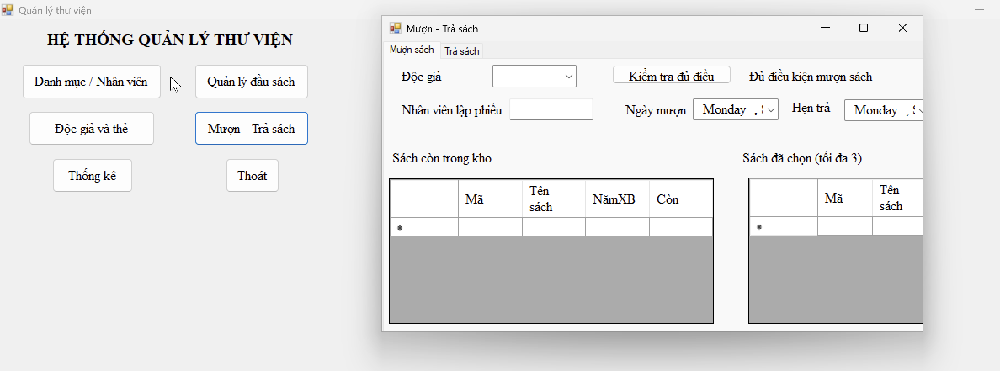 Quản lý thư viện
HỆ THỐNG QUẢN LÝ THƯ VIỆN
Danh mục / Nhân viên
Quản lý đầu sách
Độc giả và thẻ
Mượn - Trả sách
Thống kê
Thoát
Mượn - Trả sách
Mượn sách
Trả sách
Độc giả
Kiểm tra đủ điều
Đủ điều kiện mượn sách
Nhân viên lập phiếu
Ngày mượn
Monday ,
Hẹn trả
Monday ,
Sách còn trong kho
Sách đã chọn (tối đa 3)
Mã
Tên
sách
NămXB
Còn
Mã
Tên
sách